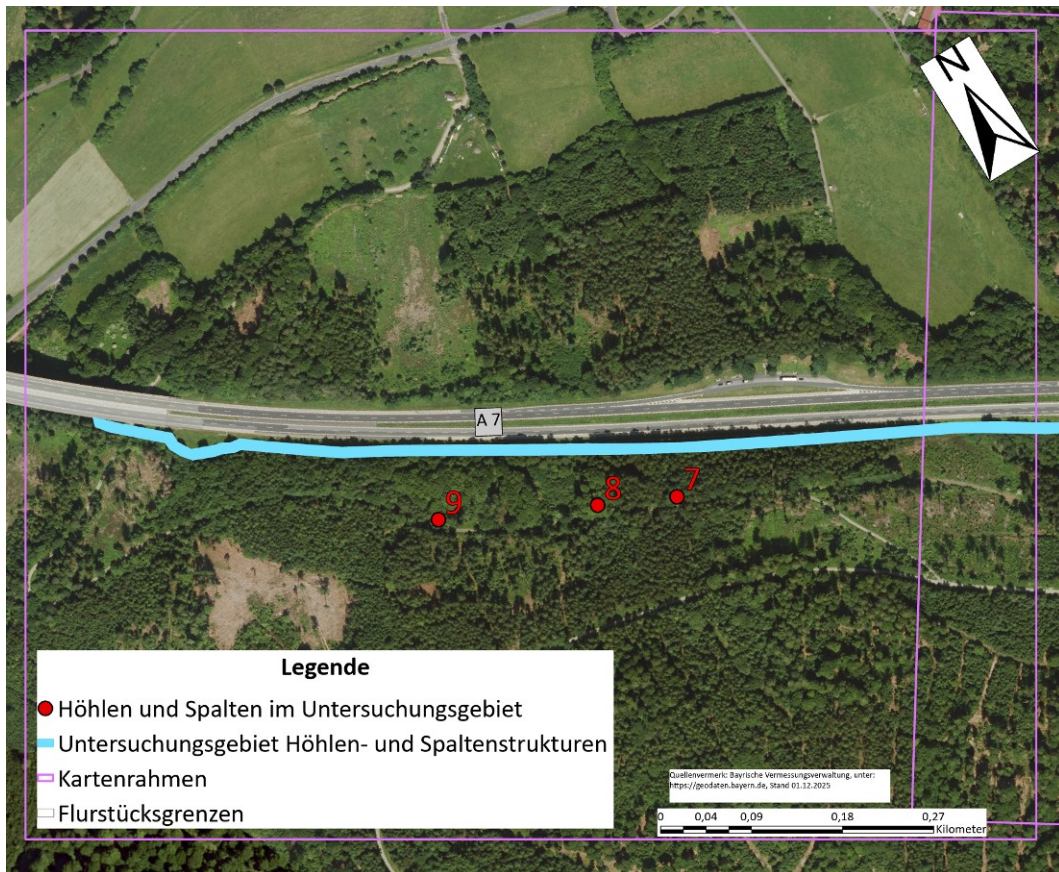 N
A 7
9
8
7
Legende
Höhlen und Spalten im Untersuchungsgebiet
Untersuchungsgebiet Höhlen- und Spaltenstrukturen
Kartenrahmen
Flurstücksgrenzen
Quellenvermerk: Bayrische Vermessungsverwaltung, unter:
https://geodaten.bayern.de, Stand 01.12.2025
0 0,04 0,09 0,18 0,27
Kilometer